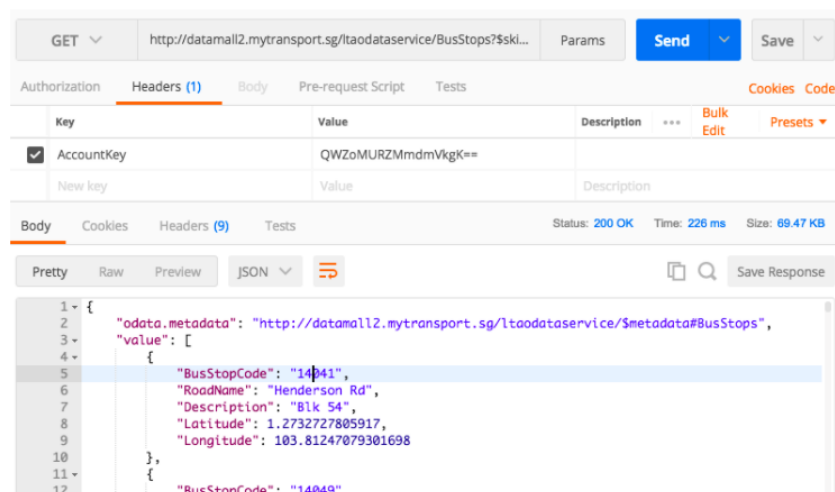 GET http://datamall2.mytransport.sg/ltaodataservice/BusStops?$ski... Params Send Save
Authorization Headers (1) Body Pre-request Script Tests Cookies Code
Key Value Description ••• Bulk Edit Presets
AccountKey QWZoMURZMmdmVkgK==
New key Value Description
Body Cookies Headers (9) Tests Status: 200 OK Time: 226 ms Size: 69.47 KB
Pretty Raw Preview JSON Save Response
1 {
2 "odata.metadata": "http://datamall2.mytransport.sg/ltaodataservice/$metadata#BusStops",
3 "value": [
4 {
5 "BusStopCode": "14041",
6 "RoadName": "Henderson Rd",
7 "Description": "Blk 54",
8 "Latitude": 1.2732727805917,
9 "Longitude": 103.81247079301698
10 },
11 {
12 "BusStopCode": "14049"